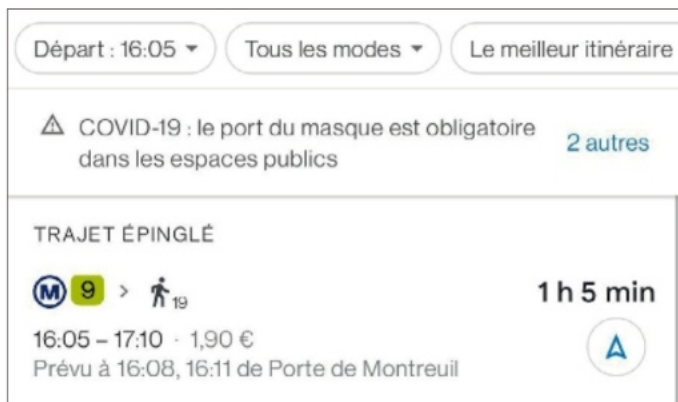 Départ : 16:05 Tous les modes Le meilleur itinéraire
COVID-19 : le port du masque est obligatoire
dans les espaces publics
2 autres
TRAJET ÉPINGLÉ
M 9 > 19
1 h 5 min
16:05 – 17:10 · 1,90 €
Prévu à 16:08, 16:11 de Porte de Montreuil